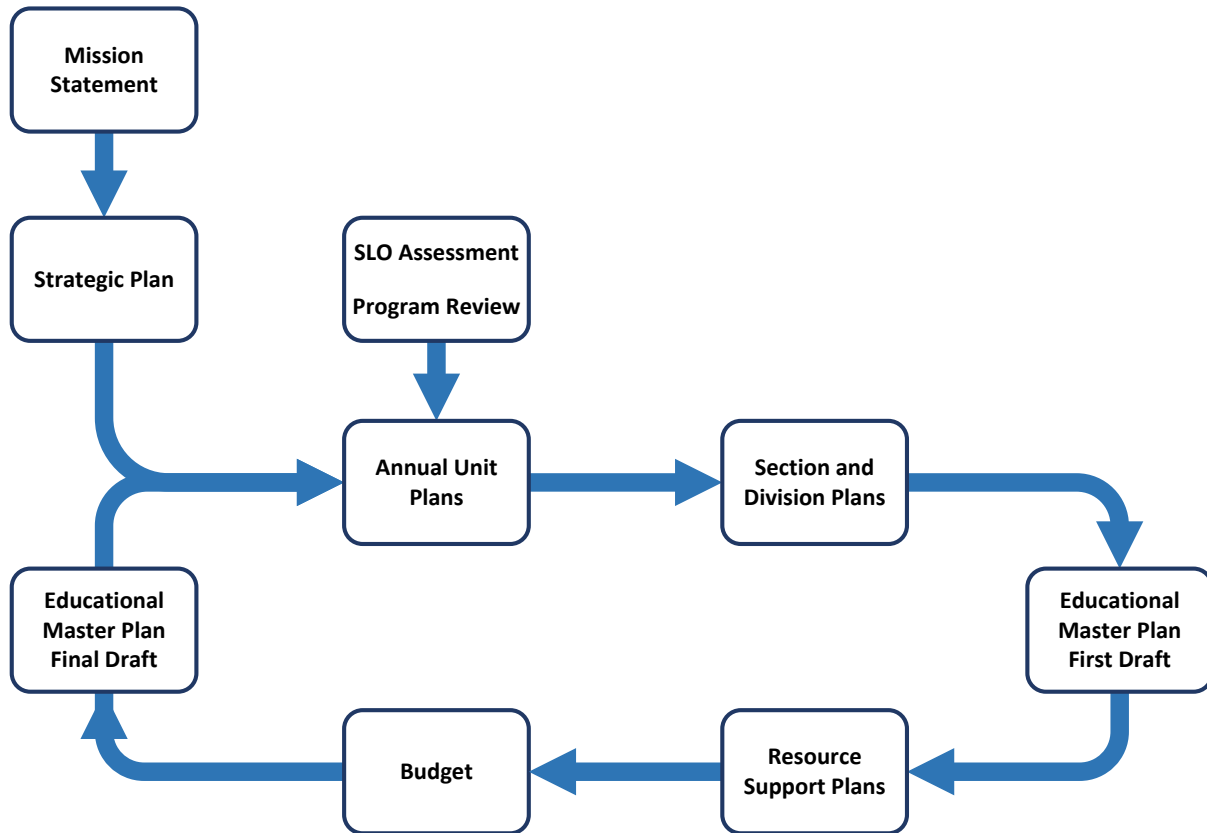 Mission
Statement
Strategic Plan
SLO Assessment
Program Review
Annual Unit
Plans
Section and
Division Plans
Educational
Master Plan
Final Draft
Educational
Master Plan
First Draft
Budget
Resource
Support Plans